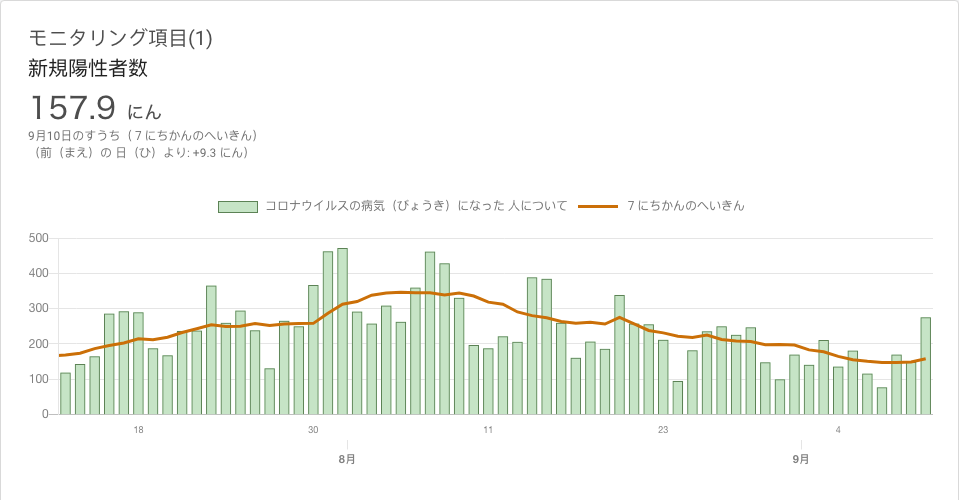 モニタリング項目(1)
新規陽性者数
157.9 にん
9月10日のすうち（７にちかんのへいきん）
（前（まえ）の 日（ひ）より: +9.3 にん）
コロナウイルスの病気（びょうき）になった 人について ７にちかんのへいきん
500
400
300
200
100
0
18 30 11 23 4
8月 9月